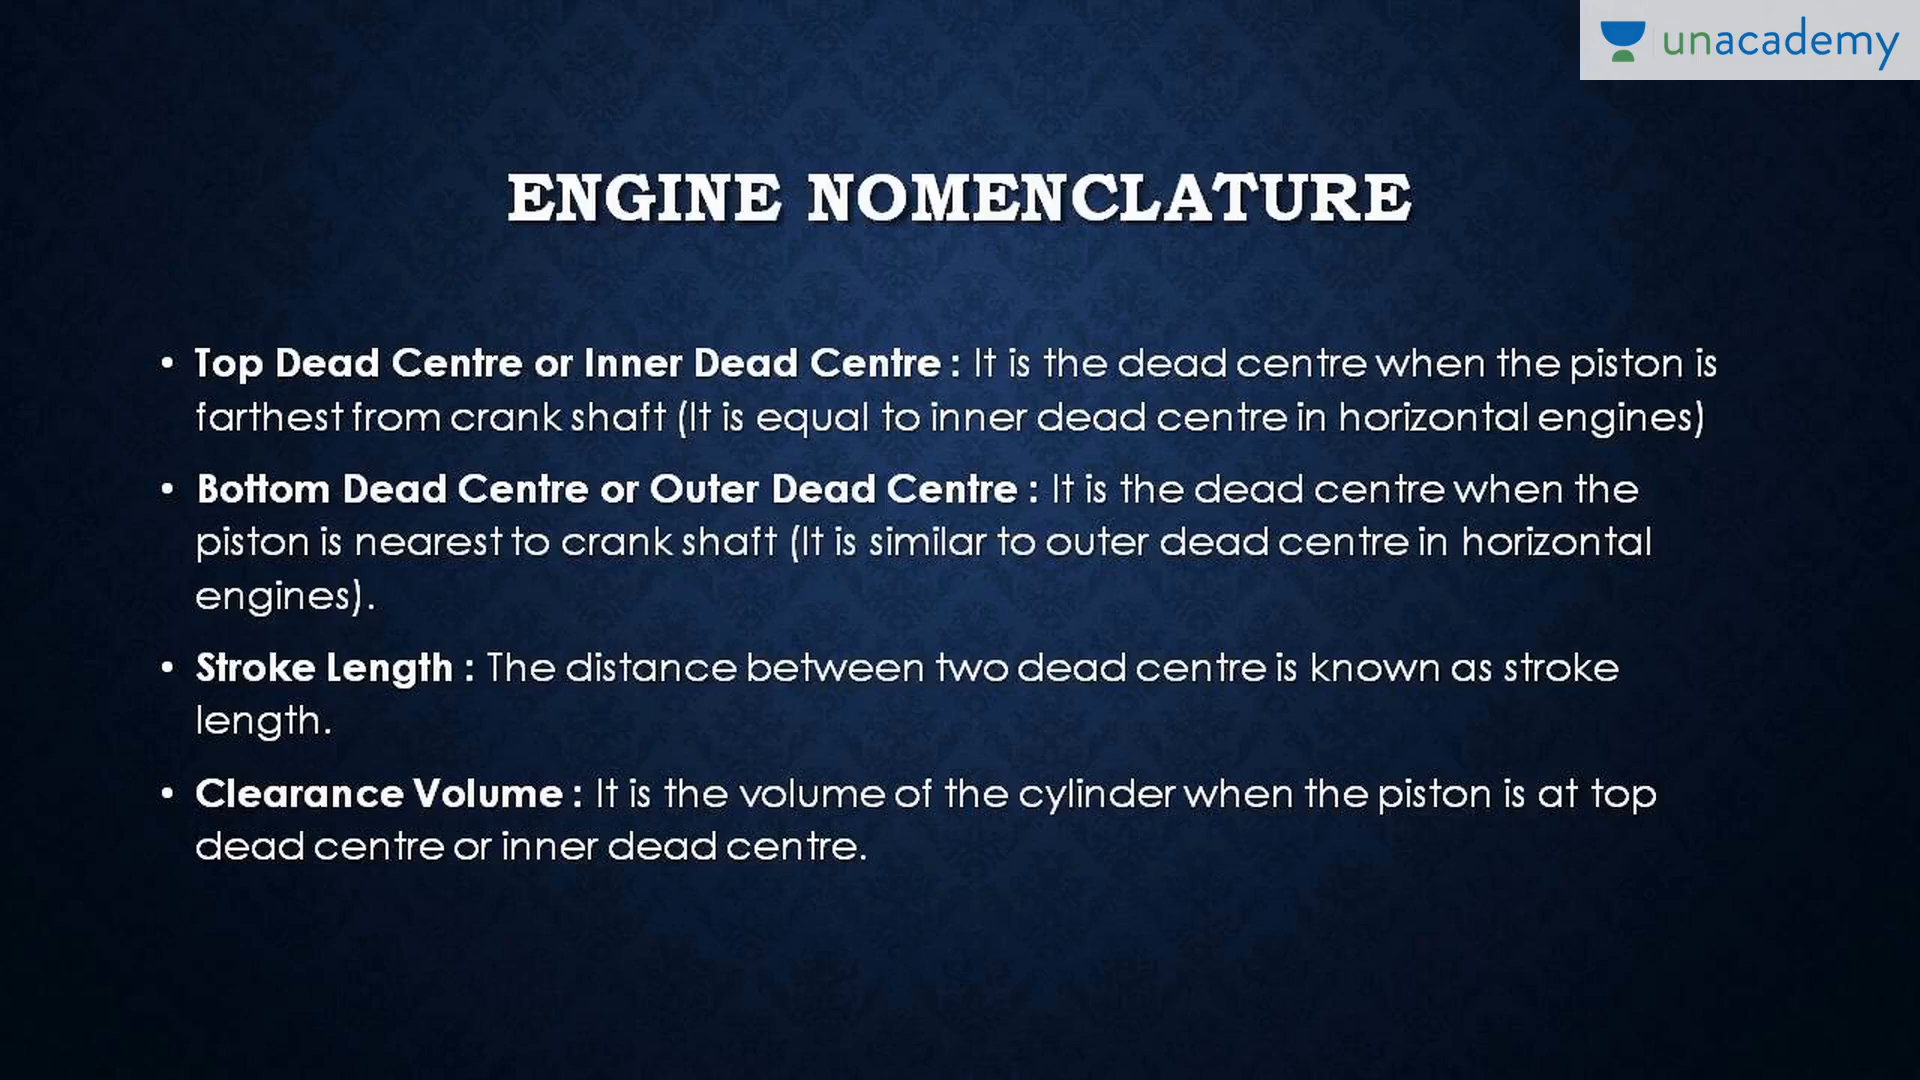 unacademy
ENGINE NOMENCLATURE
• Top Dead Centre or Inner Dead Centre : It is the dead centre when the piston is
farthest from crank shaft (It is equal to inner dead centre in horizontal engines)
• Bottom Dead Centre or Outer Dead Centre : It is the dead centre when the
piston is nearest to crank shaft (It is similar to outer dead centre in horizontal
engines).
• Stroke Length : The distance between two dead centre is known as stroke
length.
• Clearance Volume : It is the volume of the cylinder when the piston is at top
dead centre or inner dead centre.